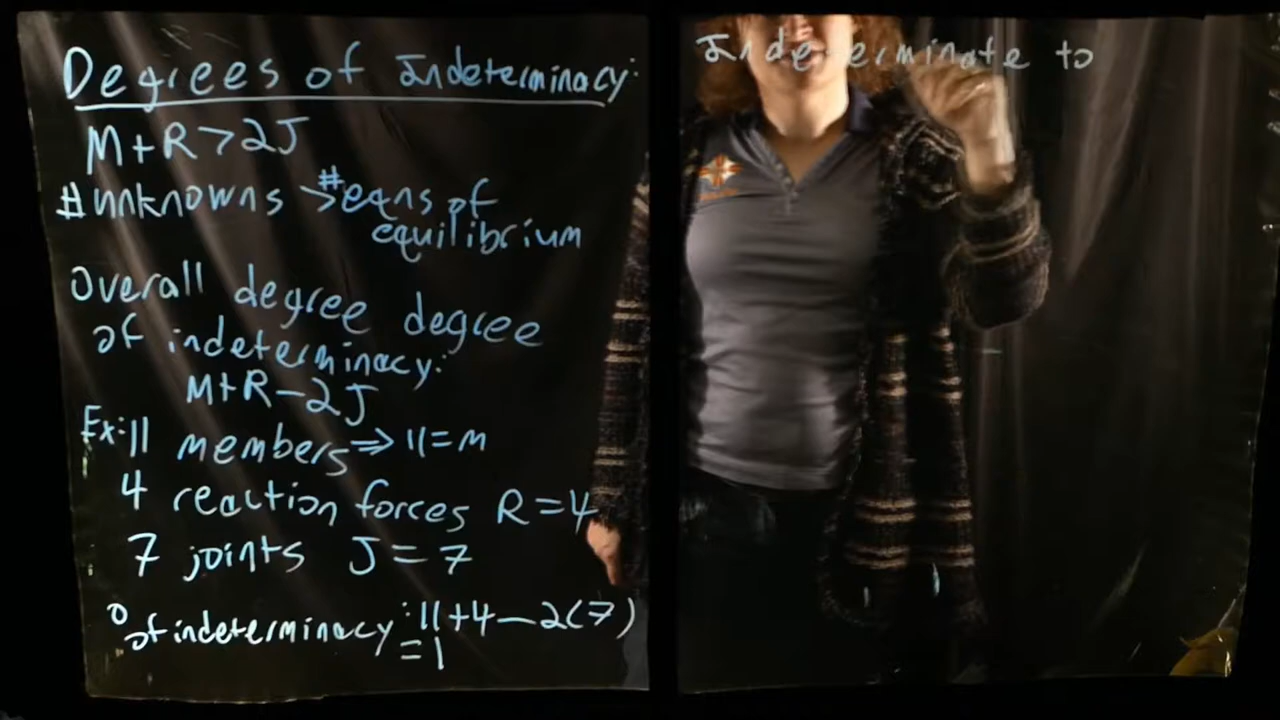 Degrees of Indeterminacy:
M+R>2J
#unknowns > #eqns of
equilibrium
Overall degree degree
of indeterminacy:
M+R-2J
Ex: 11 members ⇒ 11=m
4 reaction forces R=4
7 joints J=7
° of indeterminacy: 11+4-2(7)
=1
Indeterminate to